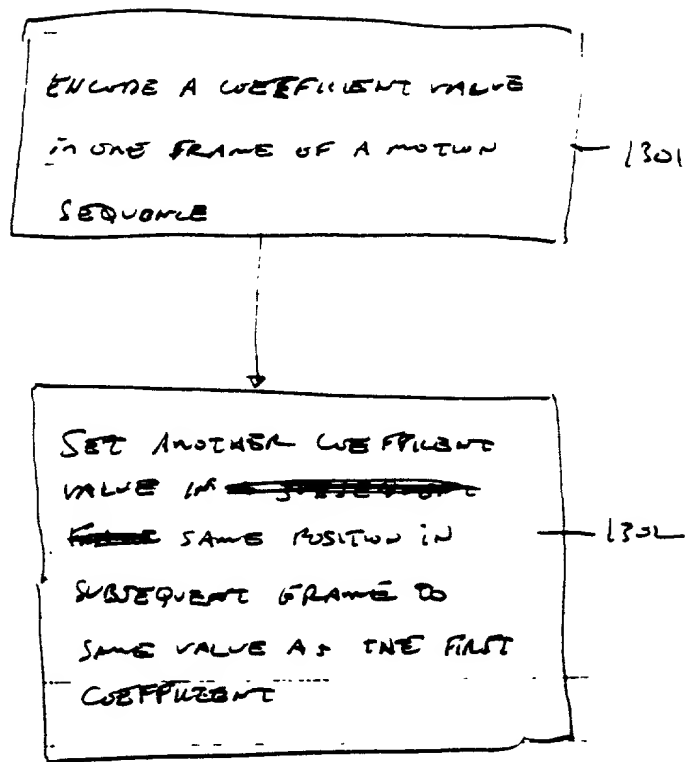 ENCODE A COEFFICIENT VALUE
in ONE FRAME OF A MOTION
SEQUENCE
1301
SET ANOTHER COEFFICIENT
VALUE IN
SAME POSITION IN
SUBSEQUENT FRAME TO
SAME VALUE AS THE FIRST
COEFFICIENT
1302